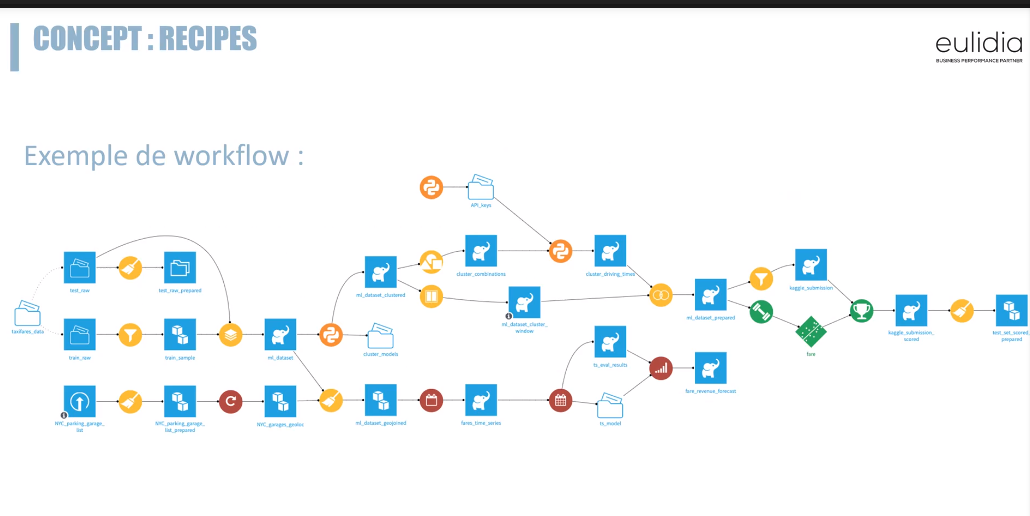 CONCEPT : RECIPES
eulidia
BUSINESS PERFORMANCE PARTNER
Exemple de workflow :
API_keys
test_raw
test_raw_prepared
ml_dataset_clustered
cluster_combinations
cluster_driving_times
kaggle_submission
taxifares_data
train_raw
train_sample
ml_dataset
cluster_models
ml_dataset_cluster_
window
ml_dataset_prepared
fare
kaggle_submission_
scored
test_set_scored_
prepared
ts_eval_results
NYC_parking_garage_
list
NYC_parking_garage_
list_prepared
NYC_garages_geoloc
ml_dataset_geojoined
fares_time_series
ts_model
fare_revenue_forecast